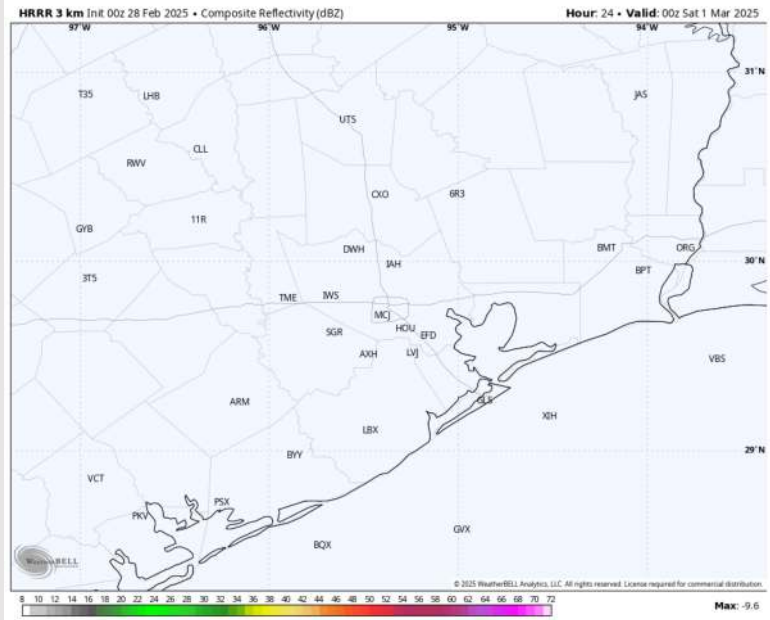 HRRR 3 km Init 00z 28 Feb 2025 • Composite Reflectivity (dBZ)
Hour: 24 • Valid: 00z Sat 1 Mar 2025
97°W 96°W 95°W 94°W
31°N
T35 LHB JAS
UTS
CLL
RWV
CXO 6R3
11R
GYB
DWH BMT ORG
IAH 30°N
BPT
3T5
TME IWS
MCJ
SGR HOU EFD
AXH LVJ VBS
ARM GLS
XIH
LBX
BYY 29°N
VCT
PKV PSX
GVX
BQX
WeatherBELL
© 2025 WeatherBELL Analytics, LLC. All rights reserved. License required for commercial distribution.
8 10 12 14 16 18 20 22 24 26 28 30 32 34 36 38 40 42 44 46 48 50 52 54 56 58 60 62 64 66 68 70 72
Max: -9.6